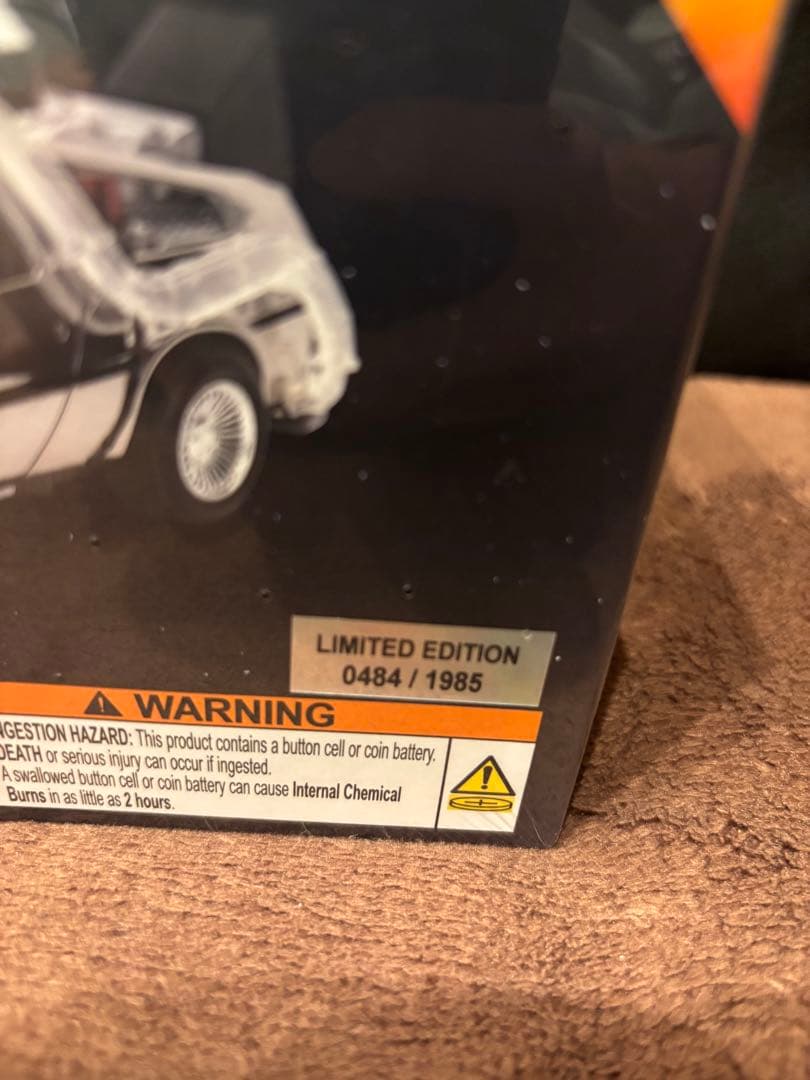 LIMITED EDITION
0484 / 1985
WARNING
NGESTION HAZARD: This product contains a button cell or coin battery.
DEATH or serious injury can occur if ingested.
A swallowed button cell or coin battery can cause Internal Chemical
Burns in as little as 2 hours.